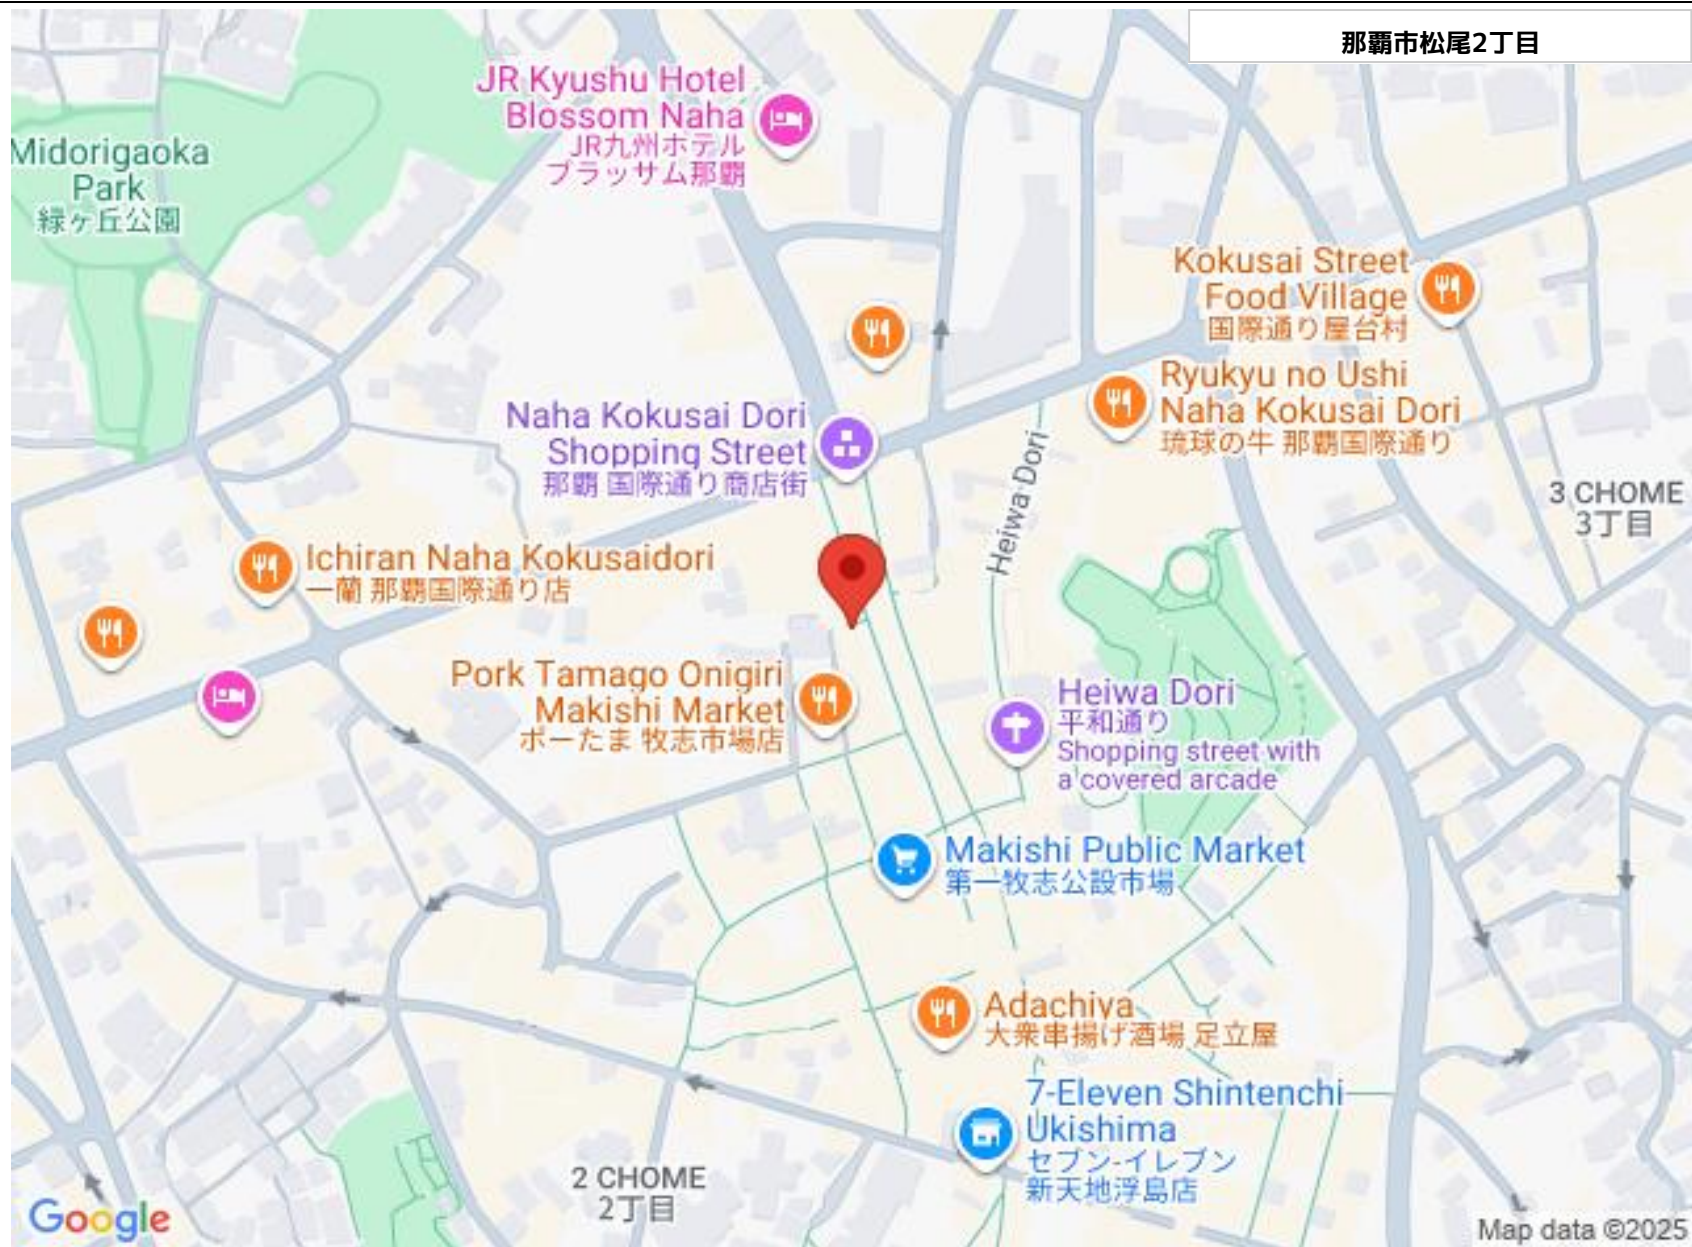 那覇市松尾2丁目
JR Kyushu Hotel
Blossom Naha
JR九州ホテル
ブラッサム那覇
Midorigaoka
Park
緑ヶ丘公園
Kokusai Street
Food Village
国際通り屋台村
Ryukyu no Ushi
Naha Kokusai Dori
琉球の牛 那覇国際通り
Naha Kokusai Dori
Shopping Street
那覇 国際通り商店街
Heiwa Dori
3 CHOME
3丁目
Ichiran Naha Kokusaidori
一蘭 那覇国際通り店
Pork Tamago Onigiri
Makishi Market
ポーたま 牧志市場店
Heiwa Dori
平和通り
Shopping street with
a covered arcade
Makishi Public Market
第一牧志公設市場
Adachiya
大衆串揚げ酒場 足立屋
7-Eleven Shintenchi
Ukishima
セブン-イレブン
新天地浮島店
2 CHOME
2丁目
Google
Map data ©2025